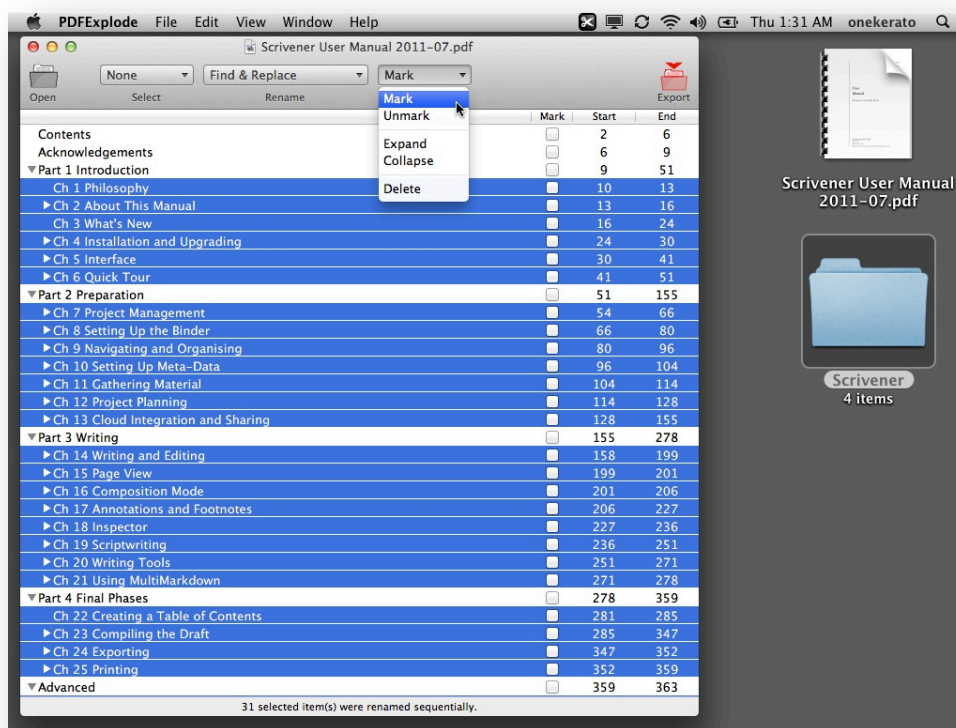 PDFExplode File Edit View Window Help Thu 1:31 AM onekerato
Scrivener User Manual 2011-07.pdf
None Find & Replace Mark
Open Select Rename Export
Mark
Unmark
Expand
Collapse
Delete
Mark Start End
Contents 2 6
Acknowledgements 6 9
Part 1 Introduction 9 51
Ch 1 Philosophy 10 13
Ch 2 About This Manual 13 16
Ch 3 What's New 16 24
Ch 4 Installation and Upgrading 24 30
Ch 5 Interface 30 41
Ch 6 Quick Tour 41 51
Part 2 Preparation 51 155
Ch 7 Project Management 54 66
Ch 8 Setting Up the Binder 66 80
Ch 9 Navigating and Organising 80 96
Ch 10 Setting Up Meta-Data 96 104
Ch 11 Gathering Material 104 114
Ch 12 Project Planning 114 128
Ch 13 Cloud Integration and Sharing 128 155
Part 3 Writing 155 278
Ch 14 Writing and Editing 158 199
Ch 15 Page View 199 201
Ch 16 Composition Mode 201 206
Ch 17 Annotations and Footnotes 206 227
Ch 18 Inspector 227 236
Ch 19 Scriptwriting 236 251
Ch 20 Writing Tools 251 271
Ch 21 Using MultiMarkdown 271 278
Part 4 Final Phases 278 359
Ch 22 Creating a Table of Contents 281 285
Ch 23 Compiling the Draft 285 347
Ch 24 Exporting 347 352
Ch 25 Printing 352 359
Advanced 359 363
31 selected item(s) were renamed sequentially.
Scrivener User Manual
2011-07.pdf
Scrivener
4 items